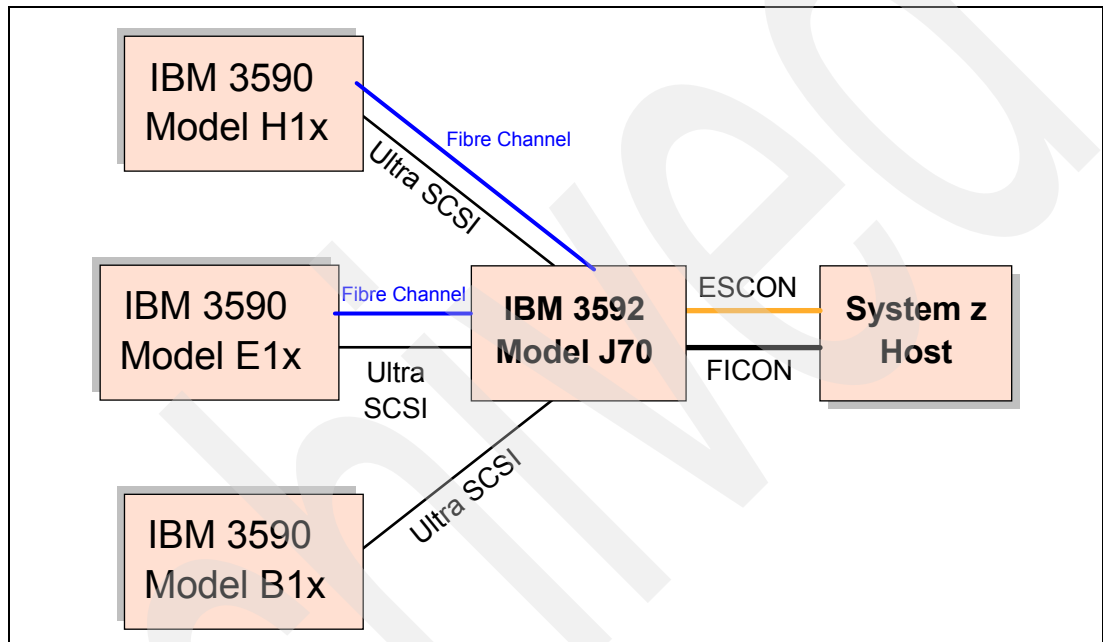 IBM 3590
Model H1x
Fibre Channel
Ultra SCSI
IBM 3590
Model E1x
Fibre Channel
Ultra
SCSI
IBM 3592
Model J70
ESCON
FICON
System z
Host
Ultra SCSI
IBM 3590
Model B1x